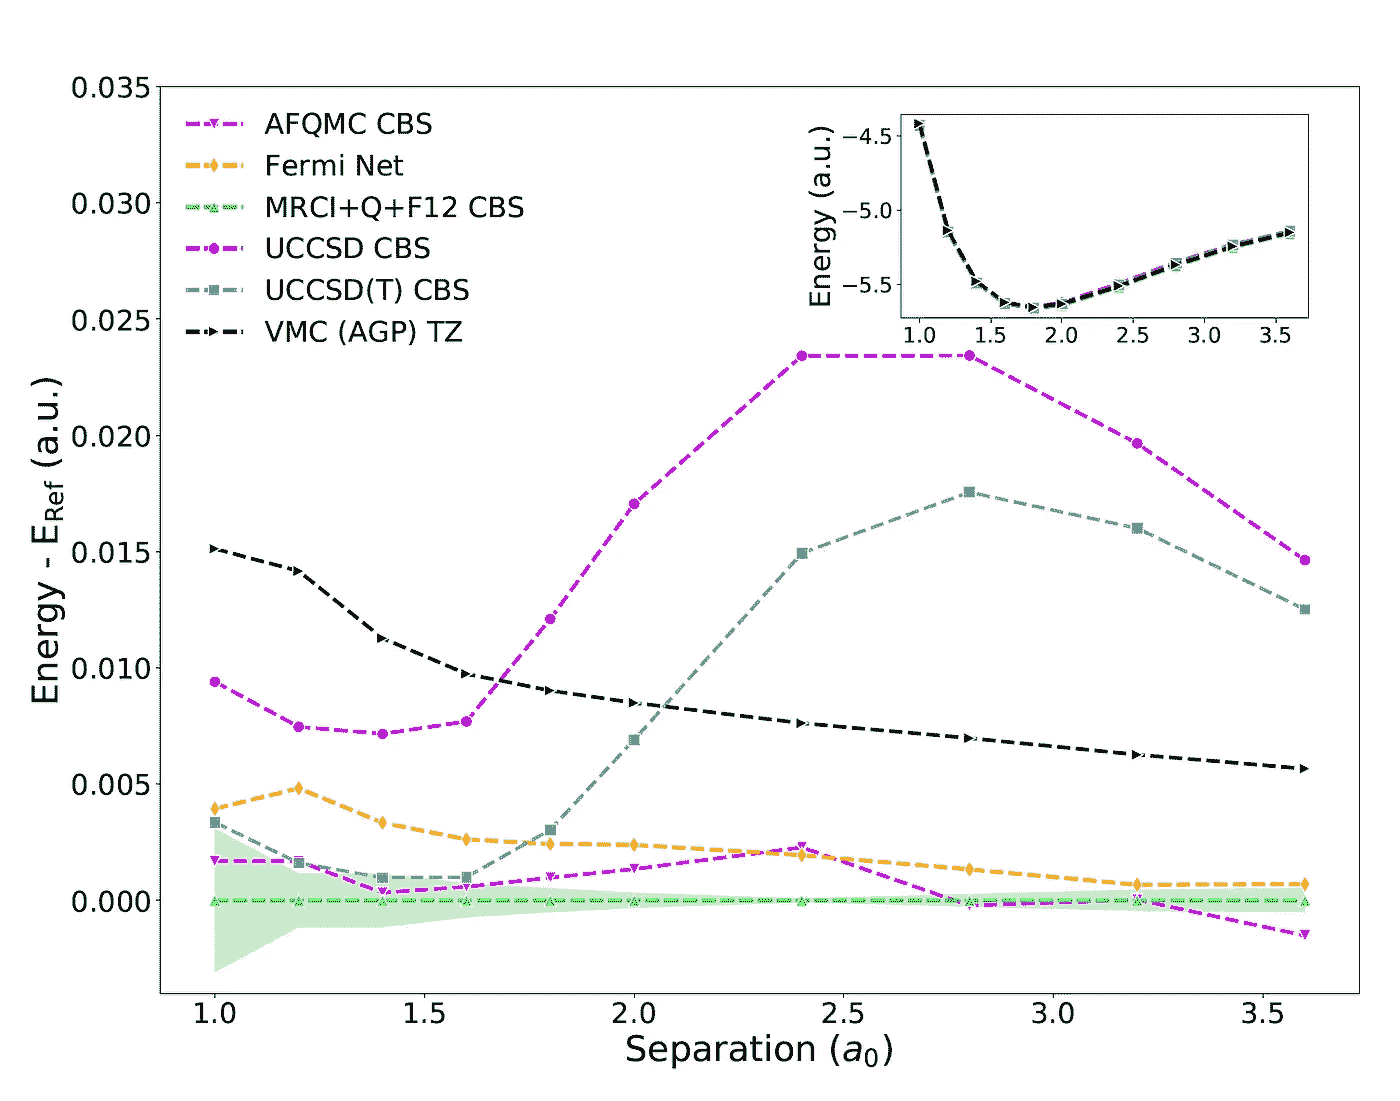 0.035
0.030
0.025
0.020
0.015
0.010
0.005
0.000
Energy - E_Ref (a.u.)
AFQMC CBS
Fermi Net
MRCI+Q+F12 CBS
UCCSD CBS
UCCSD(T) CBS
VMC (AGP) TZ
Energy (a.u.)
−4.5
−5.0
−5.5
1.0 1.5 2.0 2.5 3.0 3.5
1.0 1.5 2.0 2.5 3.0 3.5
Separation (a₀)